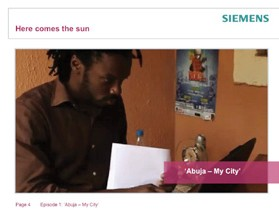 SIEMENS
Here comes the sun
'Abuja – My City'
Page 4 Episode 1: 'Abuja – My City'